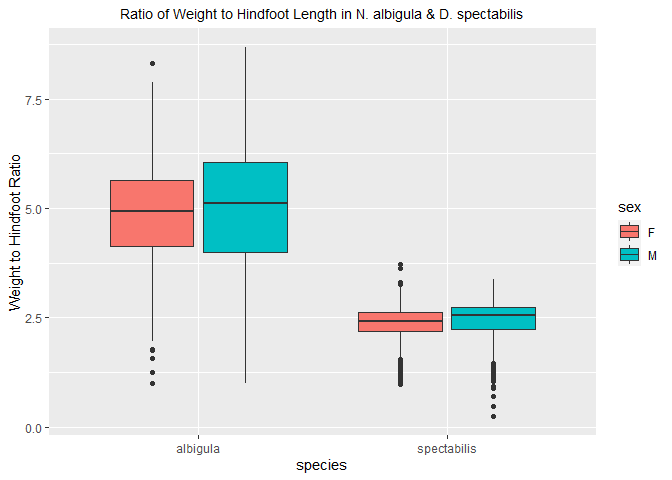 Ratio of Weight to Hindfoot Length in N. albigula & D. spectabilis
Weight to Hindfoot Ratio
7.5
5.0
2.5
0.0
albigula
spectabilis
species
sex
F
M